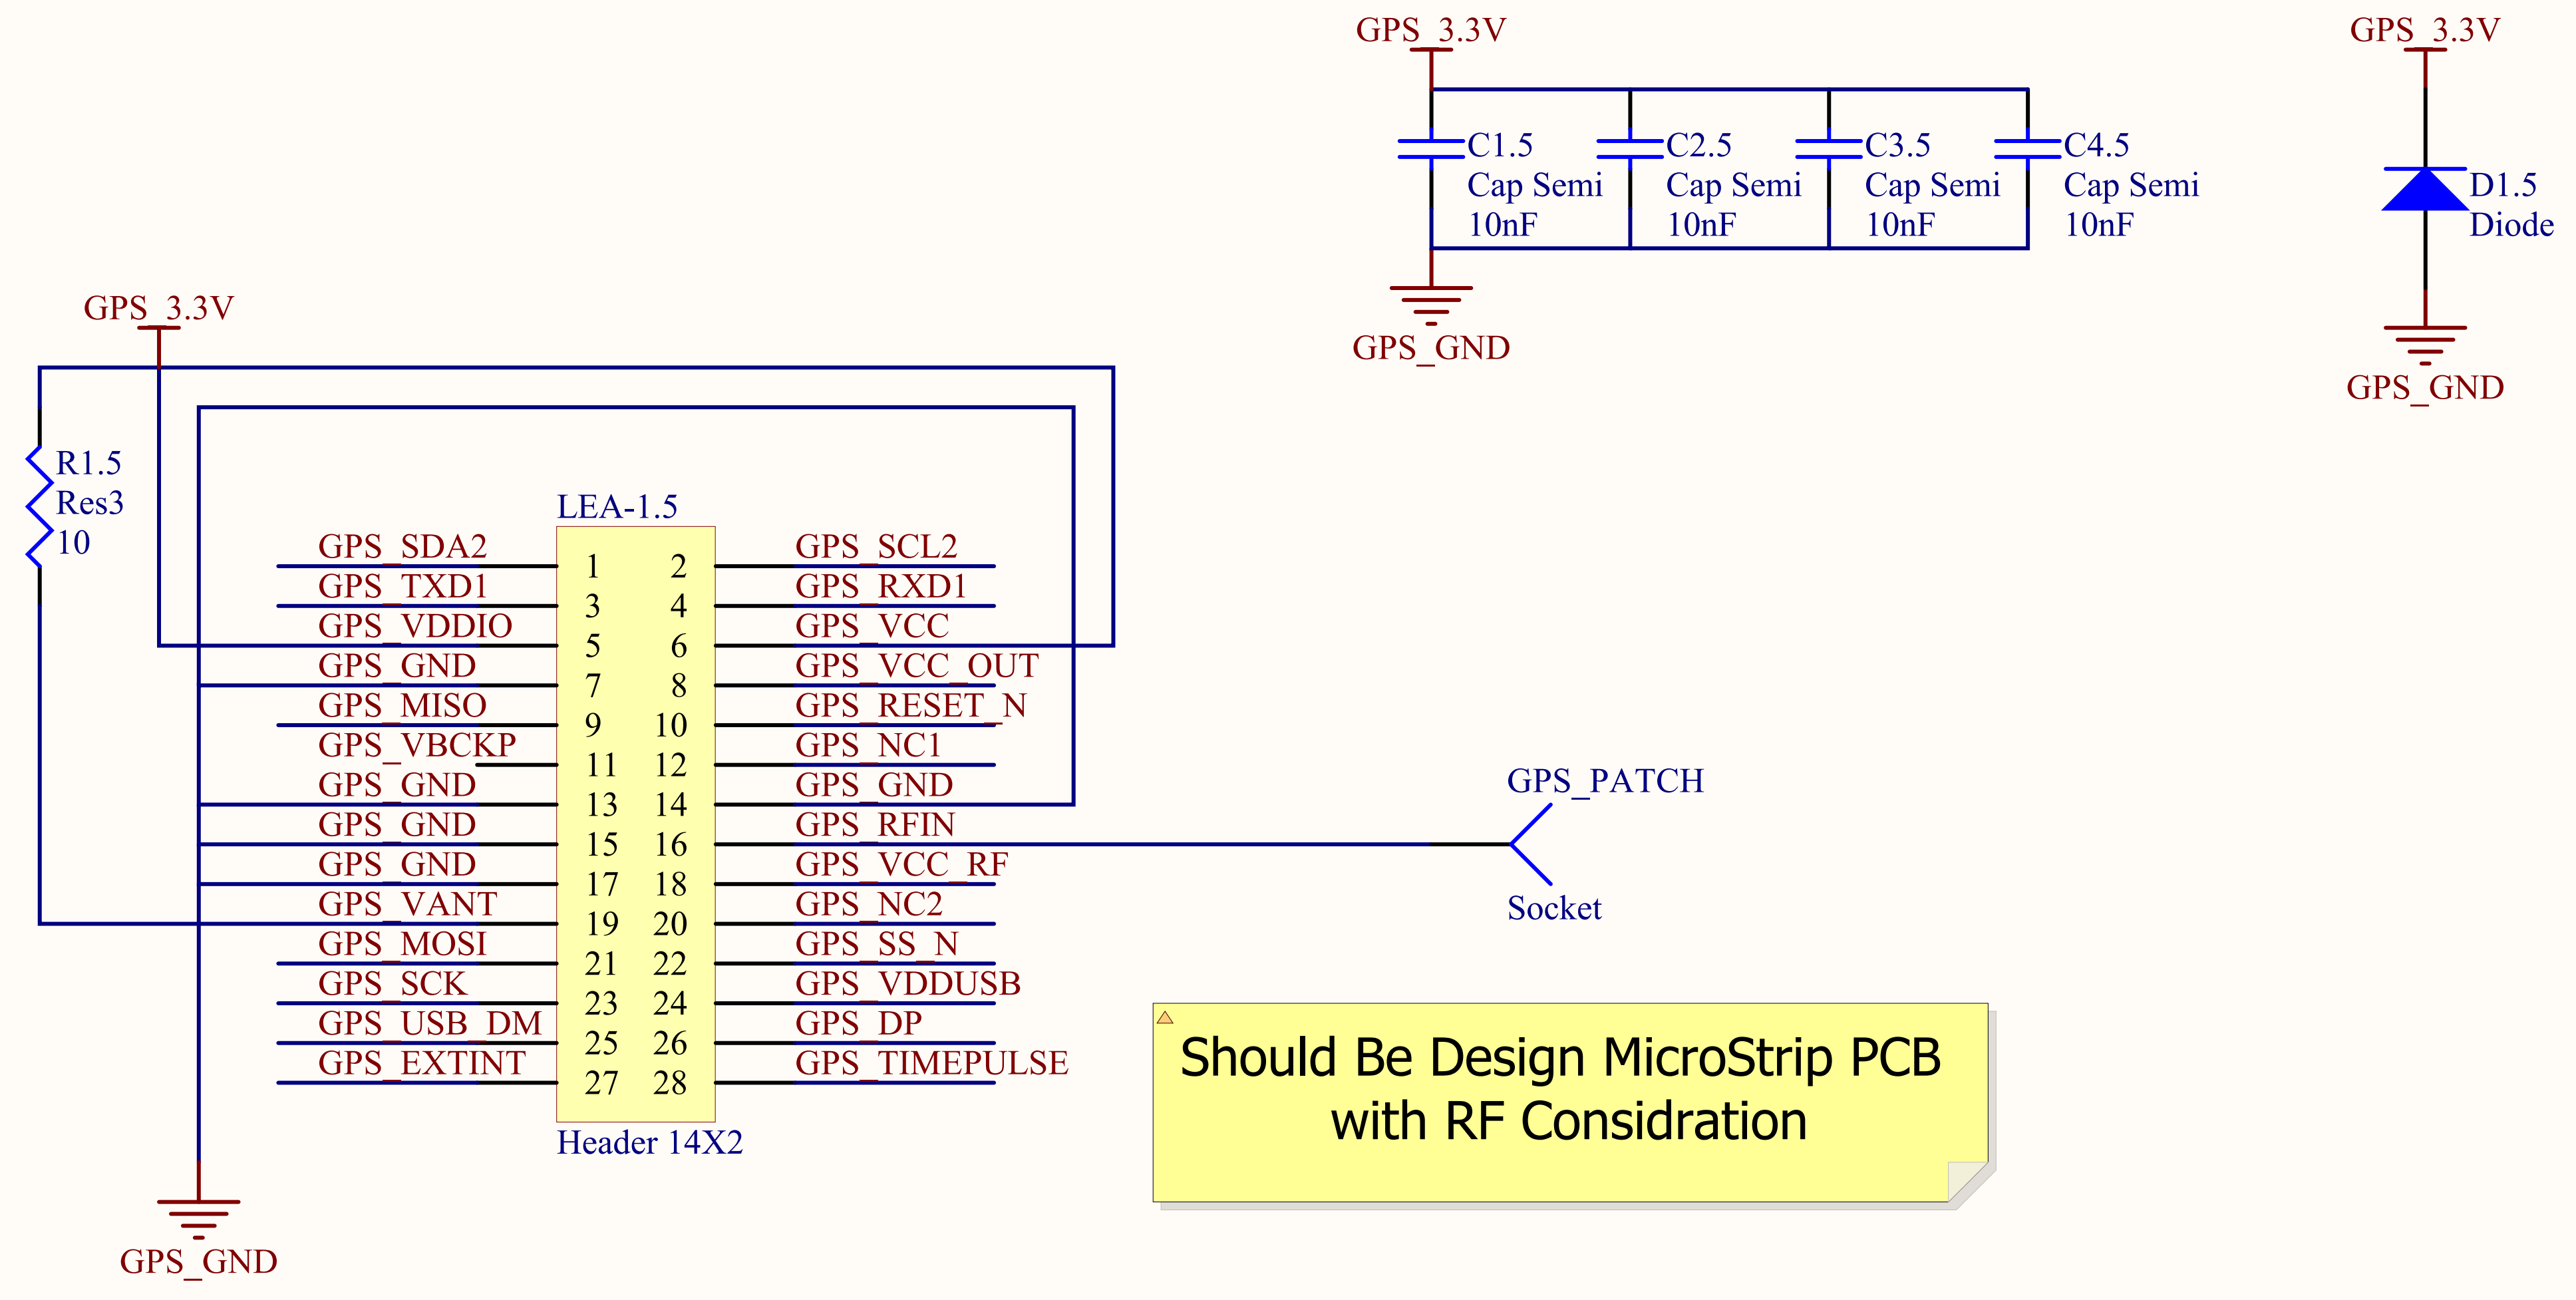 GPS_3.3V
GPS_3.3V
C1.5
Cap Semi
10nF
C2.5
Cap Semi
10nF
C3.5
Cap Semi
10nF
C4.5
Cap Semi
10nF
D1.5
Diode
GPS_GND
GPS_GND
GPS_3.3V
R1.5
Res3
10
LEA-1.5
GPS_SDA2 1 2 GPS_SCL2
GPS_TXD1 3 4 GPS_RXD1
GPS_VDDIO 5 6 GPS_VCC
GPS_GND 7 8 GPS_VCC_OUT
GPS_MISO 9 10 GPS_RESET_N
GPS_VBCKP 11 12 GPS_NC1
GPS_GND 13 14 GPS_GND
GPS_GND 15 16 GPS_RFIN
GPS_GND 17 18 GPS_VCC_RF
GPS_VANT 19 20 GPS_NC2
GPS_MOSI 21 22 GPS_SS_N
GPS_SCK 23 24 GPS_VDDUSB
GPS_USB_DM 25 26 GPS_DP
GPS_EXTINT 27 28 GPS_TIMEPULSE
Header 14X2
GPS_GND
GPS_PATCH
Socket
Should Be Design MicroStrip PCB
with RF Considration